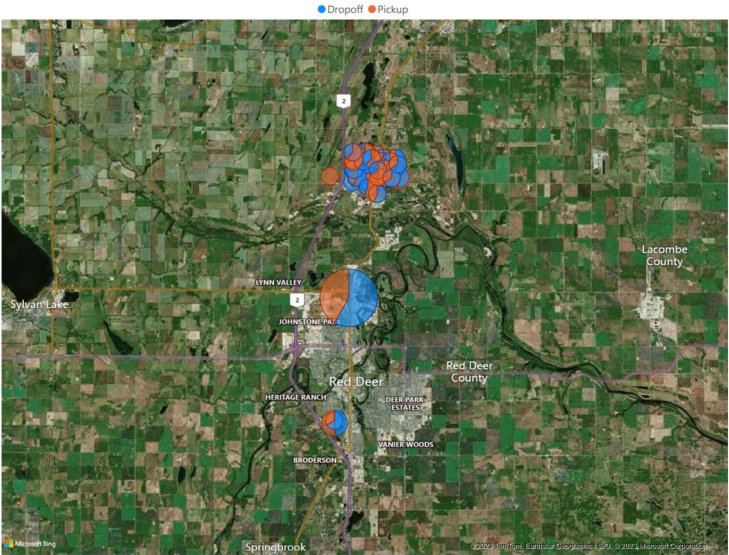 Dropoff Pickup
2
Lacombe
County
LYNN VALLEY
2
Sylvan Lake
JOHNSTONE PA
Red Deer
County
Red Deer
HERITAGE RANCH
DEER PARK
ESTATES
VANIER WOODS
BRODERSON
Microsoft Bing
Springbrook
© 2023 TomTom, Earthstar Geographics SIO, © 2023 Microsoft Corporation